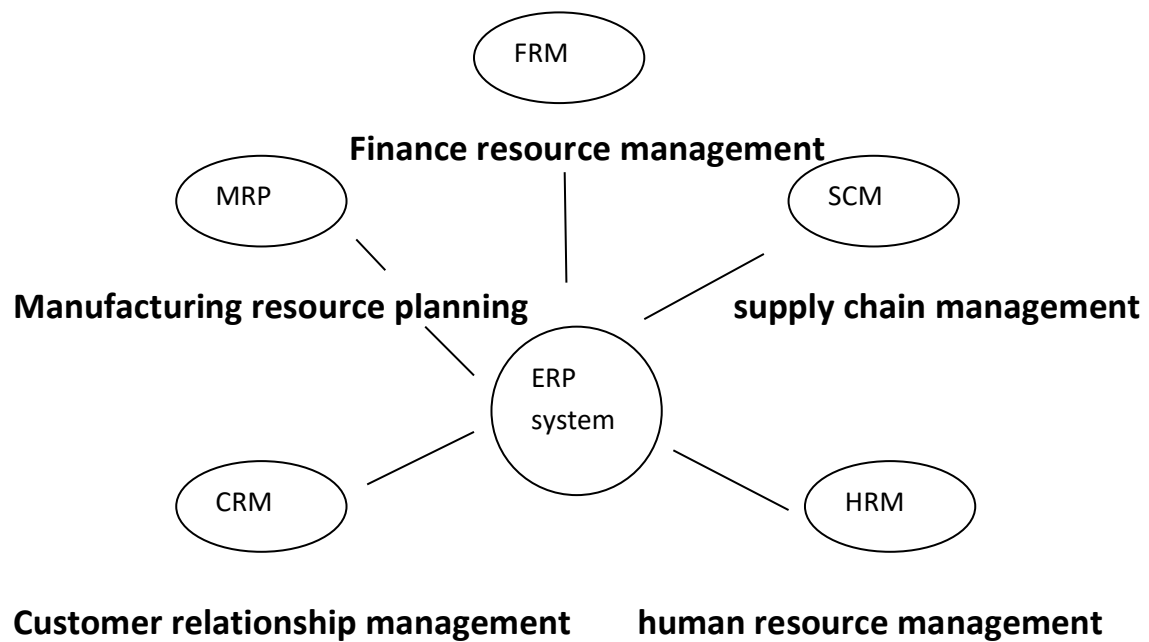 FRM
Finance resource management
MRP
SCM
Manufacturing resource planning
supply chain management
ERP
system
CRM
HRM
Customer relationship management
human resource management